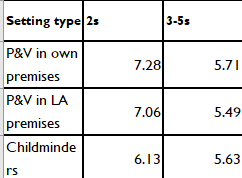 Setting type 2s 3-5s
P&V in own
premises 7.28 5.71
P&V in LA
premises 7.06 5.49
Childminde
rs 6.13 5.63